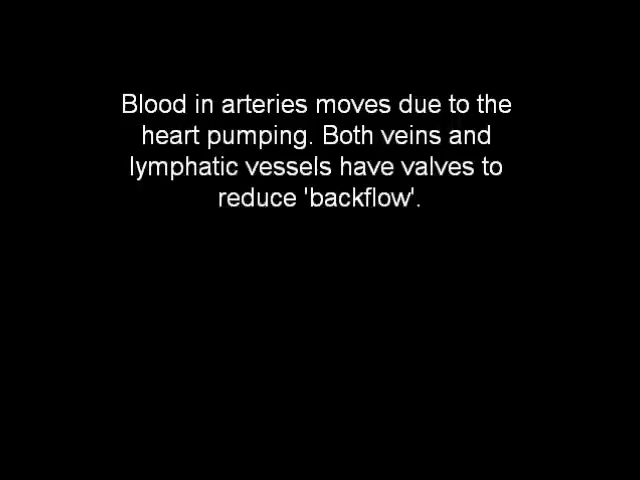 Blood in arteries moves due to the
heart pumping. Both veins and
lymphatic vessels have valves to
reduce 'backflow'.